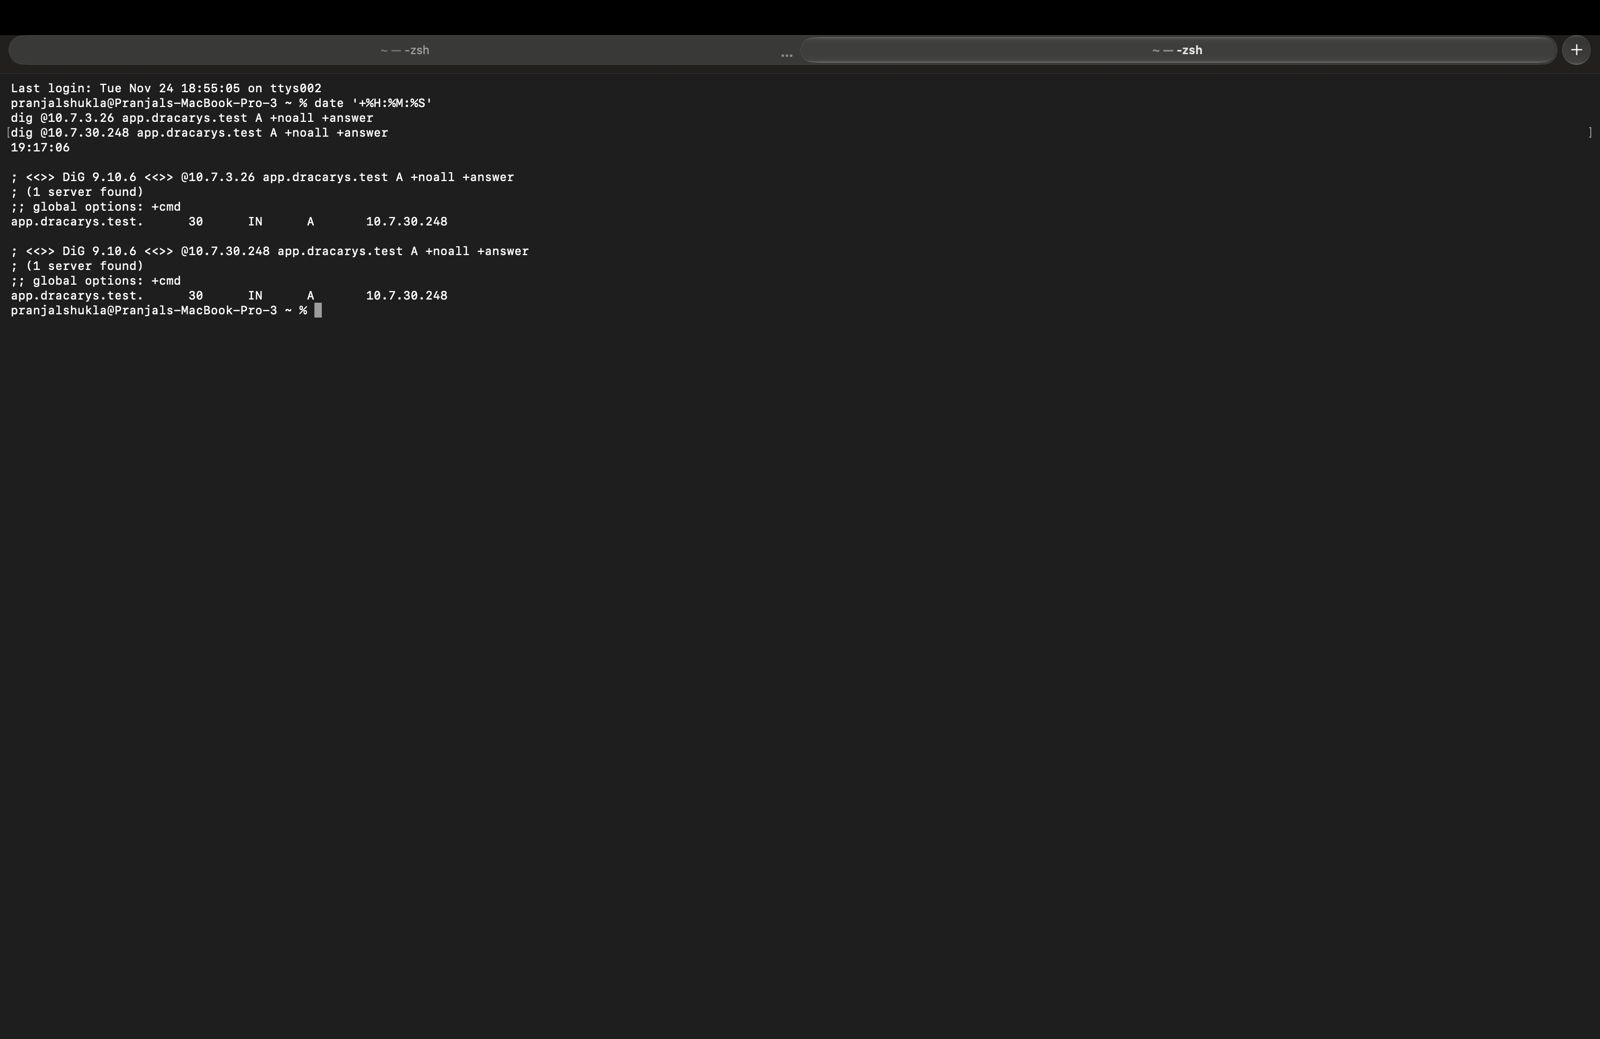 ~ — -zsh
...
~ — -zsh
+
Last login: Tue Nov 24 18:55:05 on ttys002
pranjalshukla@Pranjals-MacBook-Pro-3 ~ % date '+%H:%M:%S'
dig @10.7.3.26 app.dracarys.test A +noall +answer
[dig @10.7.30.248 app.dracarys.test A +noall +answer ]
19:17:06
; <<>> DiG 9.10.6 <<>> @10.7.3.26 app.dracarys.test A +noall +answer
; (1 server found)
;; global options: +cmd
app.dracarys.test. 30 IN A 10.7.30.248
; <<>> DiG 9.10.6 <<>> @10.7.30.248 app.dracarys.test A +noall +answer
; (1 server found)
;; global options: +cmd
app.dracarys.test. 30 IN A 10.7.30.248
pranjalshukla@Pranjals-MacBook-Pro-3 ~ %